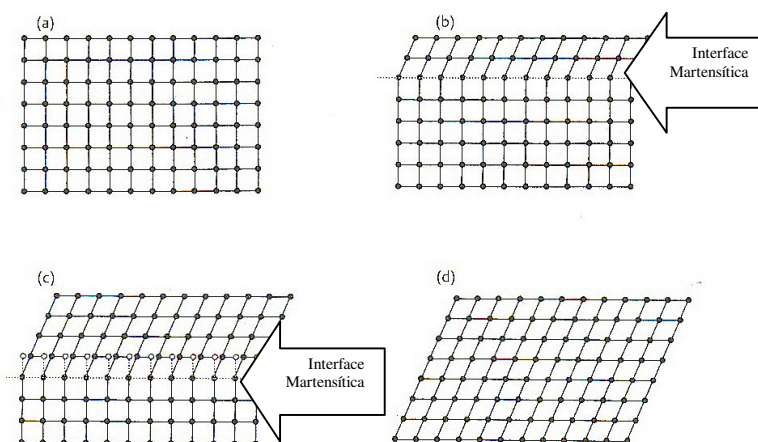 (a)
(b)
Interface
Martensítica
(c)
Interface
Martensítica
(d)